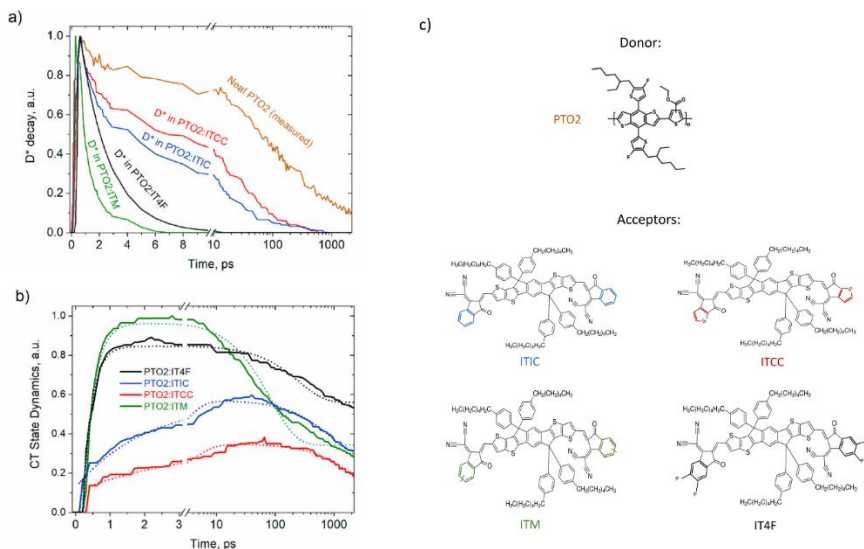 a)
D* decay, a.u.
1.0
0.8
0.6
0.4
0.2
0.0
Neat PTO2 (measured)
D* in PTO2:ITCC
D* in PTO2:ITIC
D* in PTO2:IT4F
D* in PTO2:ITM
0 2 4 6 8 10 100 1000
Time, ps
b)
CT State Dynamics, a.u.
1.0
0.8
0.6
0.4
0.2
0.0
PTO2:IT4F
PTO2:ITIC
PTO2:ITCC
PTO2:ITM
0 1 2 3 10 100 1000
Time, ps
c)
Donor:
PTO2
F
S
O
O
S
S
S
S
F
n
Acceptors:
ITIC
ITCC
ITM
IT4F